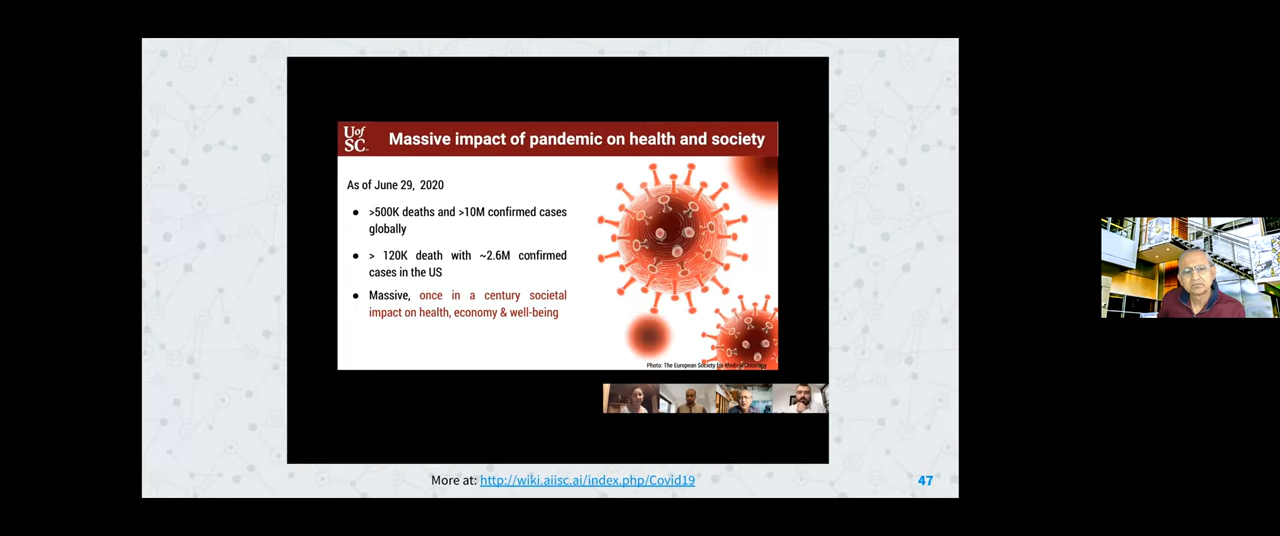 U of
SC
Massive impact of pandemic on health and society
As of June 29, 2020
● >500K deaths and >10M confirmed cases
globally
● > 120K death with ~2.6M confirmed
cases in the US
● Massive, once in a century societal
impact on health, economy & well-being
Photo: The European Society for Medical Oncology
More at: http://wiki.aiisc.ai/index.php/Covid19
47